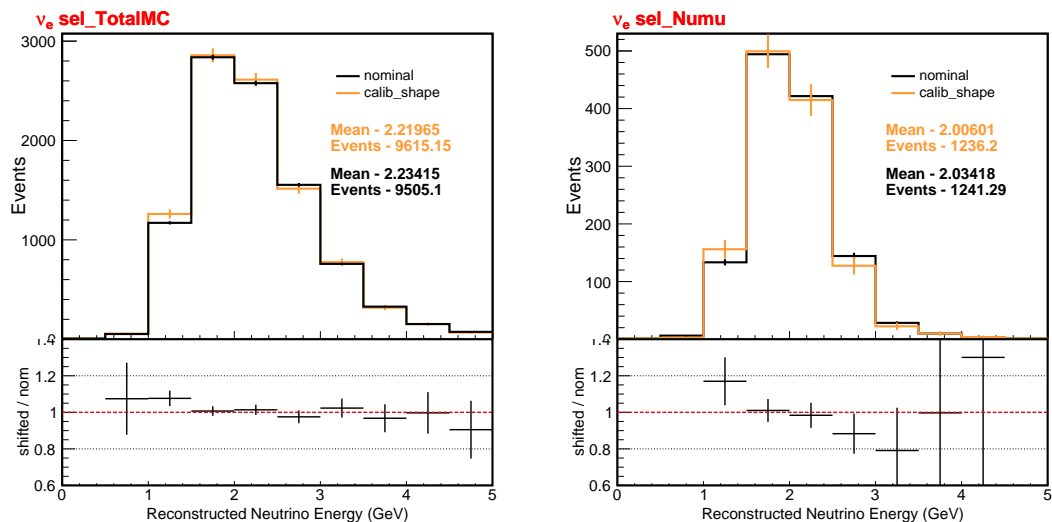 νe sel_TotalMC
3000
2000
1000
Events
nominal
calib_shape
Mean - 2.21965
Events - 9615.15
Mean - 2.23415
Events - 9505.1
1.2
1
0.8
0.6
shifted / nom
0 1 2 3 4 5
Reconstructed Neutrino Energy (GeV)
νe sel_Numu
500
400
300
200
100
Events
nominal
calib_shape
Mean - 2.00601
Events - 1236.2
Mean - 2.03418
Events - 1241.29
1.2
1
0.8
0.6
shifted / nom
0 1 2 3 4 5
Reconstructed Neutrino Energy (GeV)